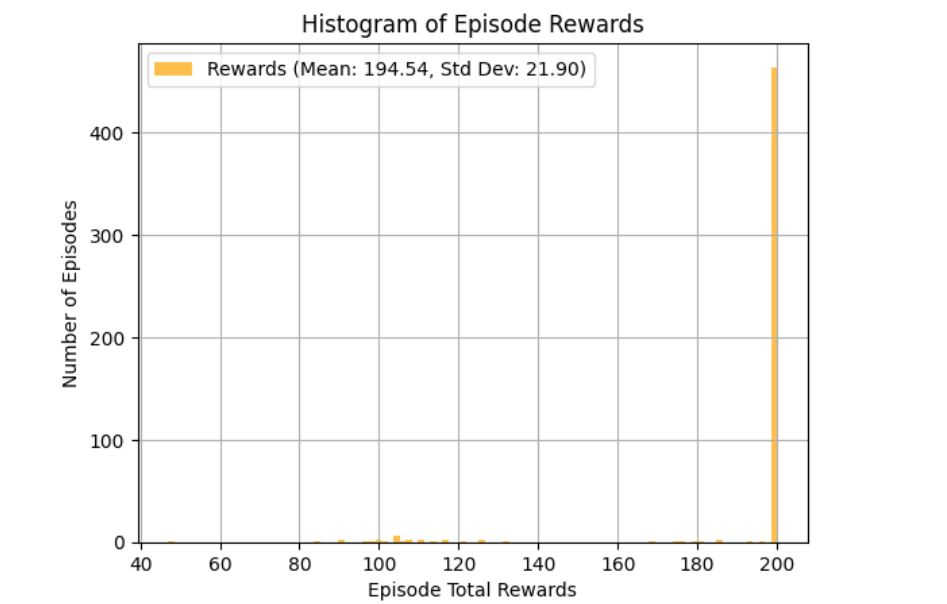 Histogram of Episode Rewards
Rewards (Mean: 194.54, Std Dev: 21.90)
400
300
200
100
0
Number of Episodes
40 60 80 100 120 140 160 180 200
Episode Total Rewards